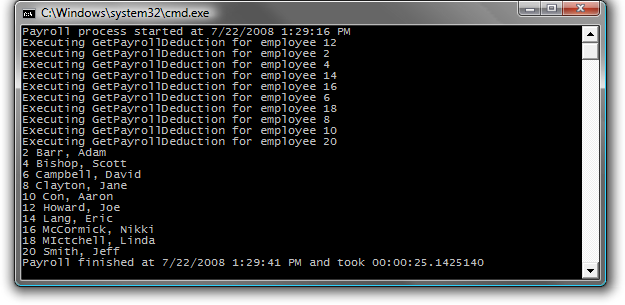 C:\Windows\system32\cmd.exe
Payroll process started at 7/22/2008 1:29:16 PM
Executing GetPayrollDeduction for employee 12
Executing GetPayrollDeduction for employee 2
Executing GetPayrollDeduction for employee 4
Executing GetPayrollDeduction for employee 14
Executing GetPayrollDeduction for employee 16
Executing GetPayrollDeduction for employee 6
Executing GetPayrollDeduction for employee 18
Executing GetPayrollDeduction for employee 8
Executing GetPayrollDeduction for employee 10
Executing GetPayrollDeduction for employee 20
2 Barr, Adam
4 Bishop, Scott
6 Campbell, David
8 Clayton, Jane
10 Con, Aaron
12 Howard, Joe
14 Lang, Eric
16 McCormick, Nikki
18 MIctchell, Linda
20 Smith, Jeff
Payroll finished at 7/22/2008 1:29:41 PM and took 00:00:25.1425140